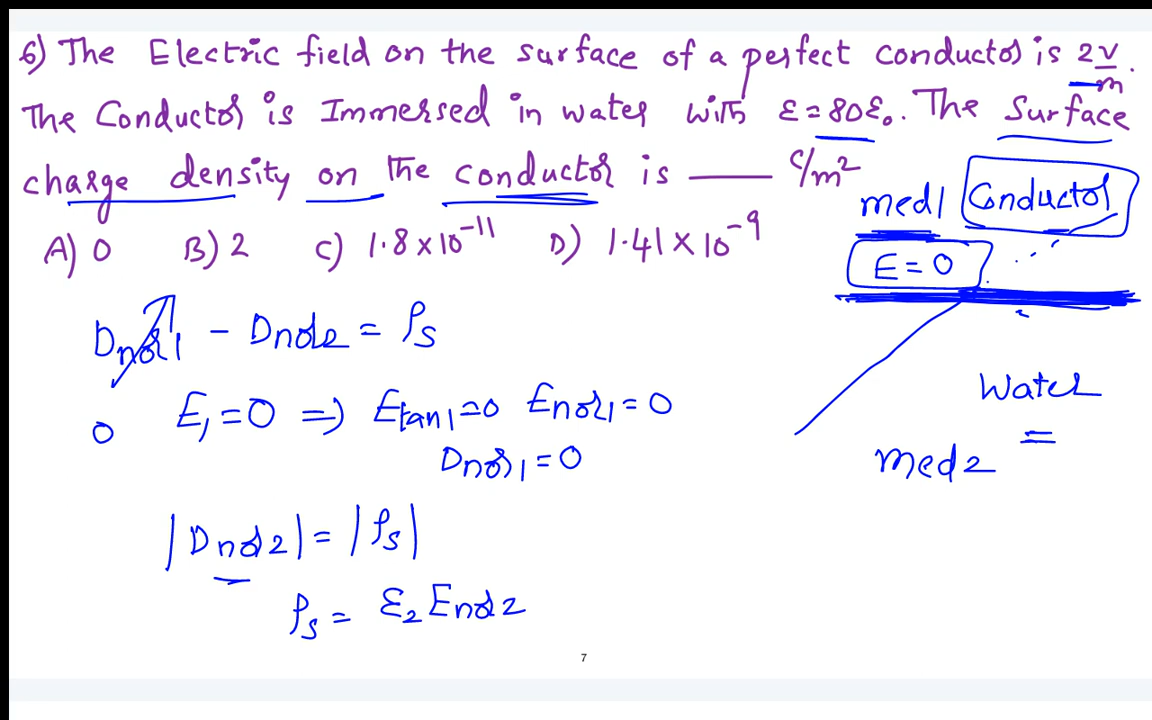 6) The Electric field on the surface of a perfect conductor is 2 V/m.
The Conductor is Immersed in water with ε = 80ε₀. The Surface
charge density on the conductor is ——— C/m²
A) 0 B) 2 C) 1.8 × 10⁻¹¹ D) 1.41 × 10⁻⁹
med1 Conductor
E = 0
Dnor1 - Dnor2 = ρs
0 E₁ = 0 ⇒ Etan1 = 0 Enor1 = 0
Dnor1 = 0
Water
med2
|Dnor2| = |ρs|
ρs = ε₂ Enor2
7